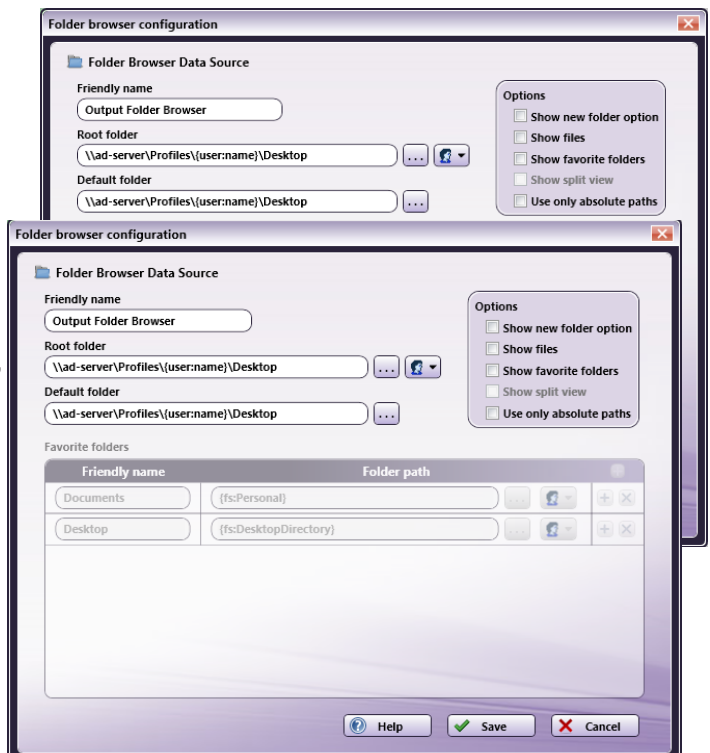 Folder browser configuration
Folder Browser Data Source
Friendly name
Output Folder Browser
Root folder
\\ad-server\Profiles\{user:name}\Desktop
...
Default folder
\\ad-server\Profiles\{user:name}\Desktop
...
Options
Show new folder option
Show files
Show favorite folders
Show split view
Use only absolute paths
Folder browser configuration
Folder Browser Data Source
Friendly name
Output Folder Browser
Root folder
\\ad-server\Profiles\{user:name}\Desktop
...
Default folder
\\ad-server\Profiles\{user:name}\Desktop
...
Options
Show new folder option
Show files
Show favorite folders
Show split view
Use only absolute paths
Favorite folders
Friendly name Folder path
Documents {fs:Personal} ...
Desktop {fs:DesktopDirectory} ...
Help Save Cancel